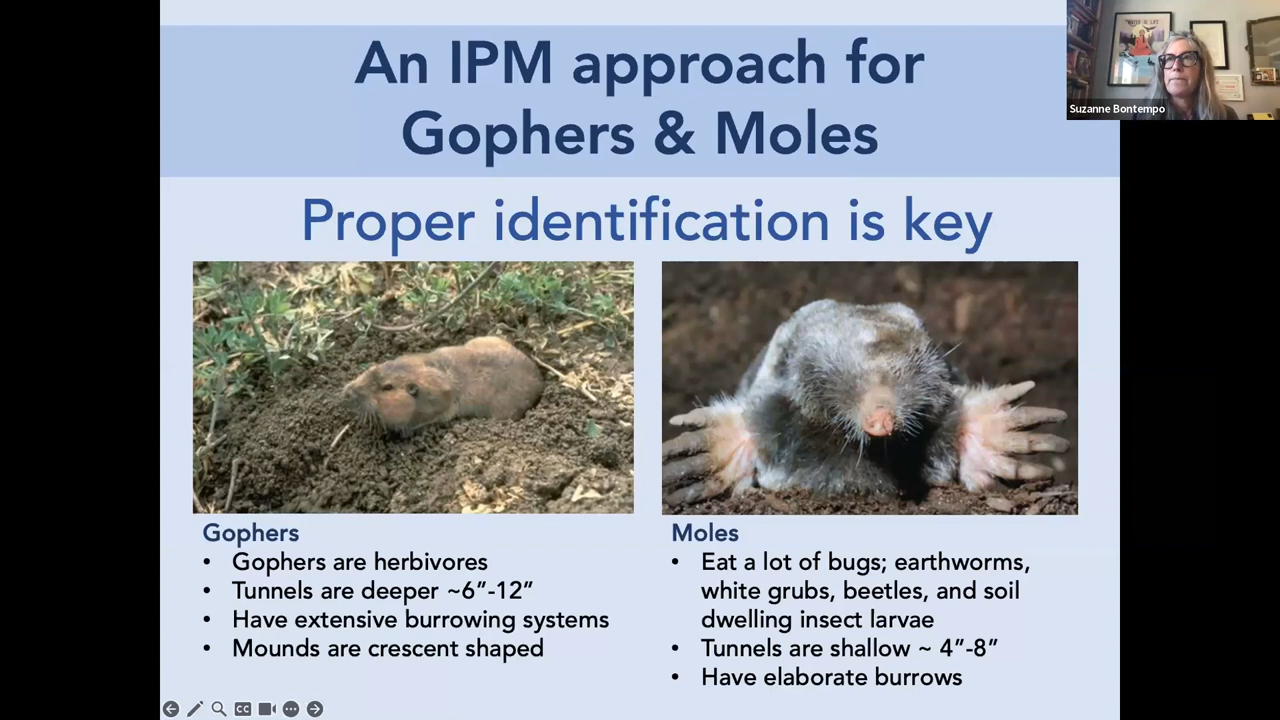 An IPM approach for
Gophers & Moles
Proper identification is key
Suzanne Bontempo
Gophers
• Gophers are herbivores
• Tunnels are deeper ~6”-12”
• Have extensive burrowing systems
• Mounds are crescent shaped
Moles
• Eat a lot of bugs; earthworms,
white grubs, beetles, and soil
dwelling insect larvae
• Tunnels are shallow ~ 4”-8”
• Have elaborate burrows
CC